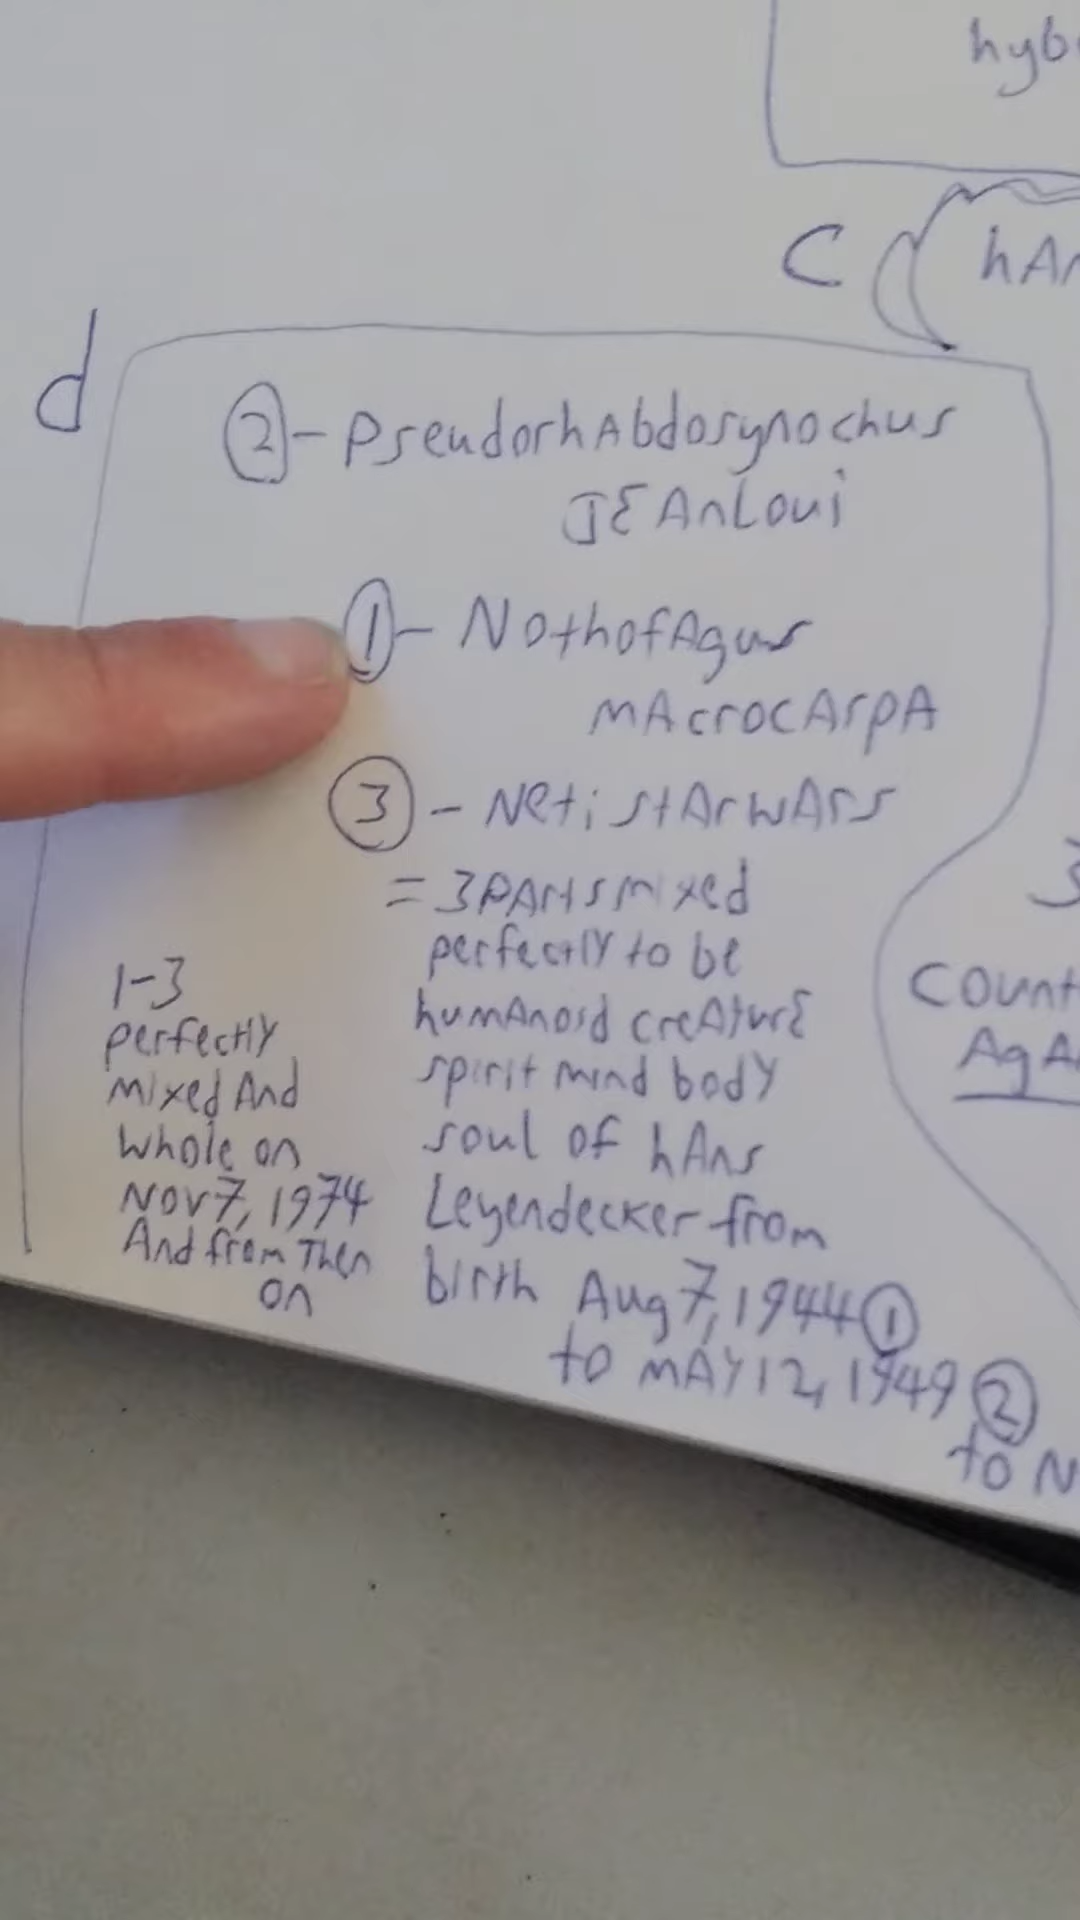 hyb
C hAn
d
② - PseudorhAbdosynochus
JEAnLoui
① - NothofAgus
mAcrocArpA
③ - NetistArwArs
= 3PArtsmixed
perfectly to be
humAnoid creAturE
spirit mind body
soul of hAns
Leyendecker from
birth Aug 7, 1944 ①
to mAY 12, 1949 ②
to N
1-3
perfectly
mixed And
whole on
Nov 7, 1974
And from Then
on
3
Count
AgA